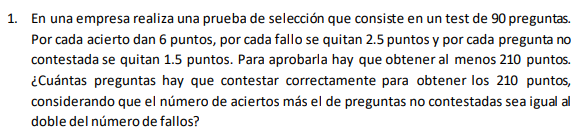 1. En una empresa realiza una prueba de selección que consiste en un test de 90 preguntas.
Por cada acierto dan 6 puntos, por cada fallo se quitan 2.5 puntos y por cada pregunta no
contestada se quitan 1.5 puntos. Para aprobarla hay que obtener al menos 210 puntos.
¿Cuántas preguntas hay que contestar correctamente para obtener los 210 puntos,
considerando que el número de aciertos más el de preguntas no contestadas sea igual al
doble del número de fallos?